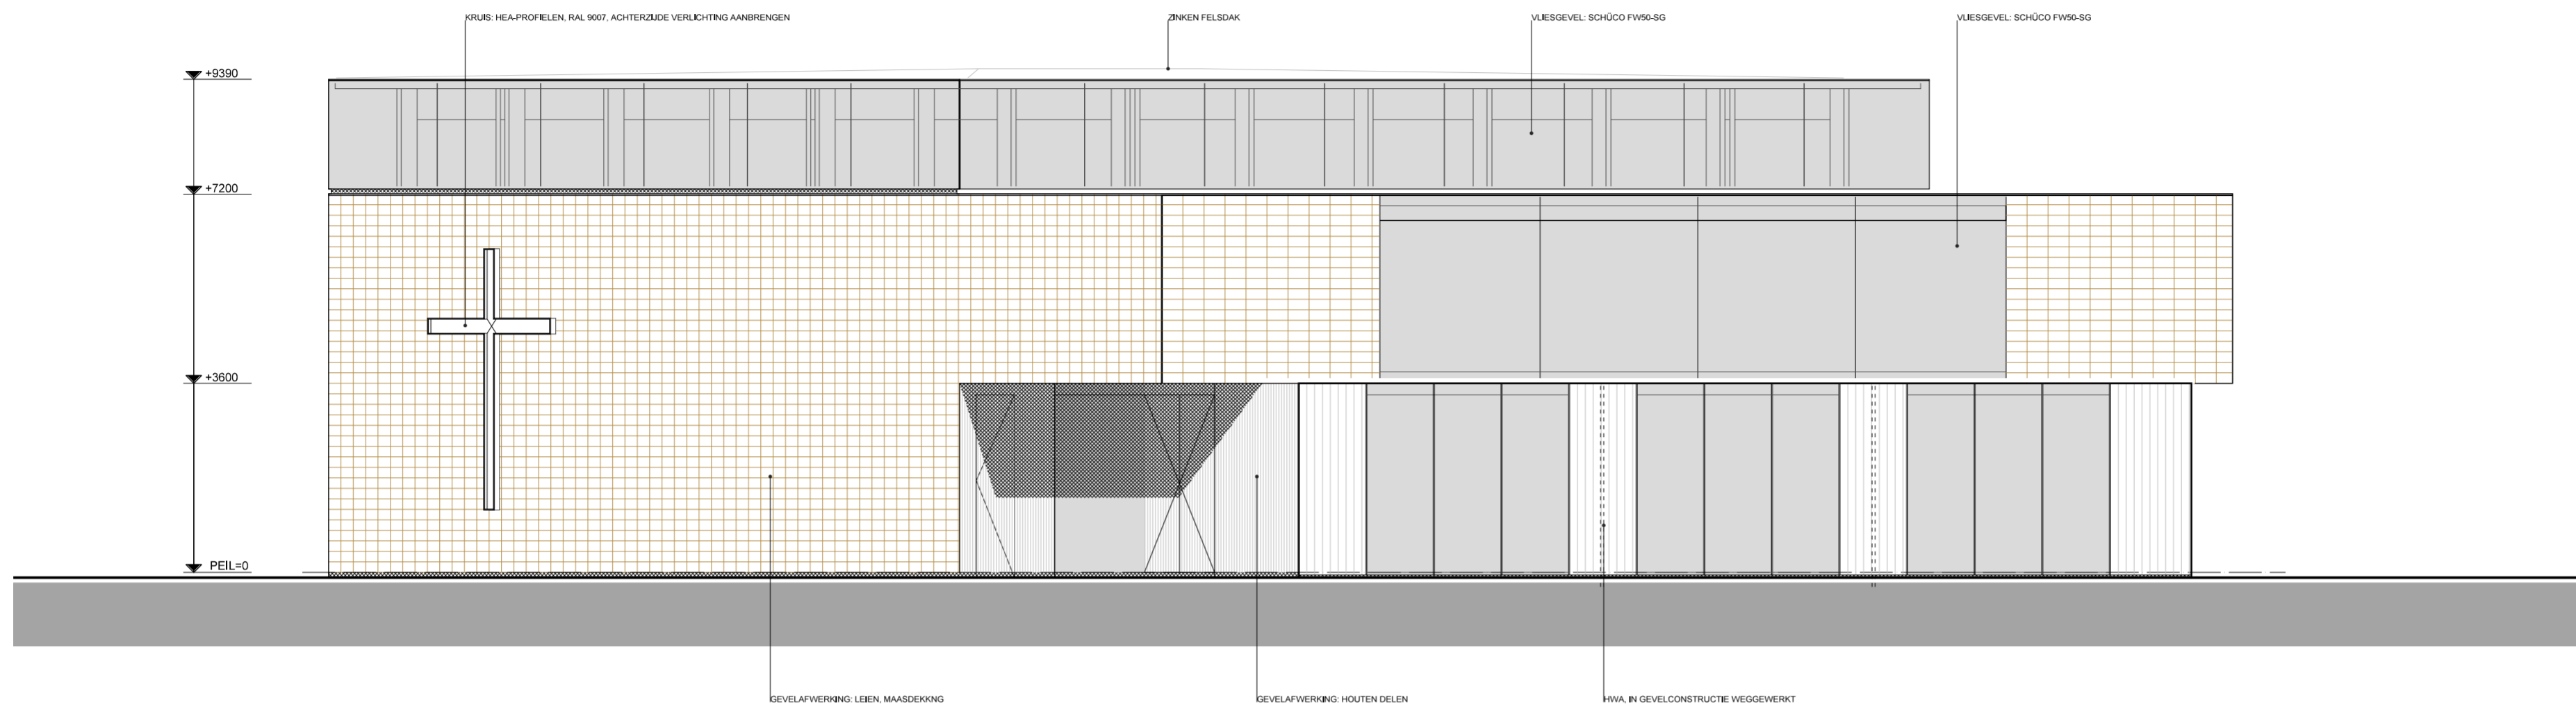 KRUIS: HEA-PROFIELEN, RAL 9007, ACHTERZIJDE VERLICHTING AANBRENGEN
ZINKEN FELSDAK
VLIESGEVEL: SCHÜCO FW50-SG
VLIESGEVEL: SCHÜCO FW50-SG
+9390
+7200
+3600
PEIL=0
GEVELAFWERKING: LEIEN, MAASDEKKNG
GEVELAFWERKING: HOUTEN DELEN
HWA, IN GEVELCONSTRUCTIE WEGGEWERKT